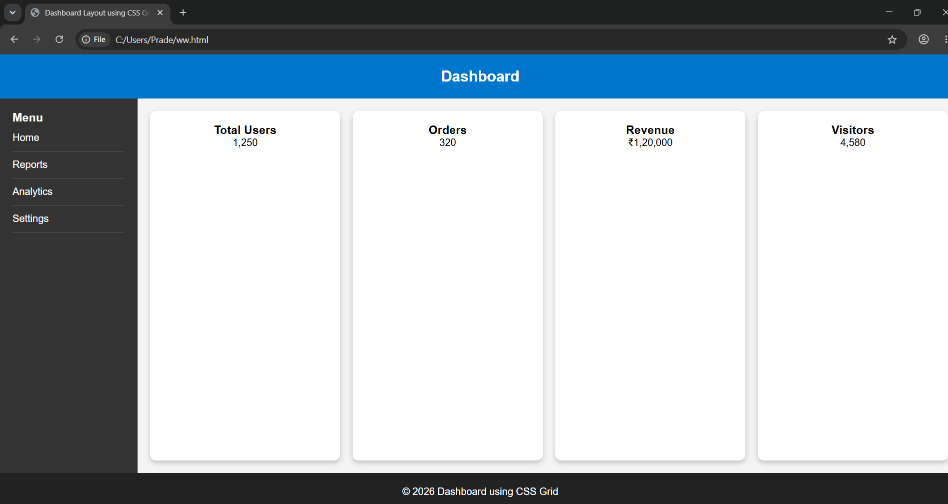 Dashboard Layout using CSS Gr
File C:/Users/Prade/ww.html
Dashboard
Menu
Home
Reports
Analytics
Settings
Total Users
1,250
Orders
320
Revenue
₹1,20,000
Visitors
4,580
© 2026 Dashboard using CSS Grid